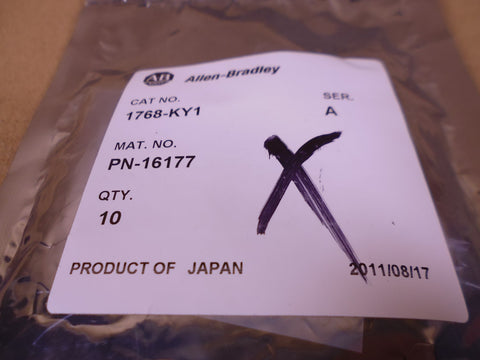 AB Allen-Bradley
CAT NO. SER.
1768-KY1 A
MAT. NO.
PN-16177
QTY.
10
PRODUCT OF JAPAN 2011/08/17